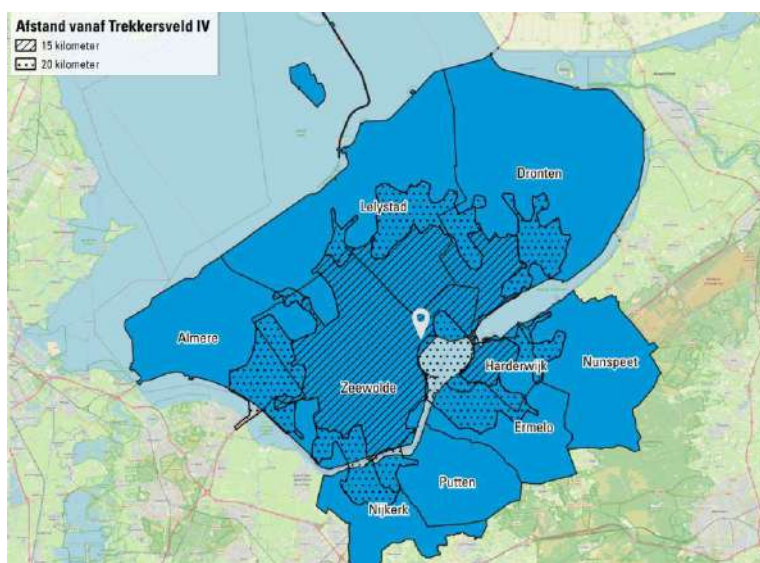 Afstand vanaf Trekkersveld IV
15 kilometer
20 kilometer
Dronten
Lelystad
Almere
Zeewolde
Harderwijk
Nunspeet
Ermelo
Putten
Nijkerk